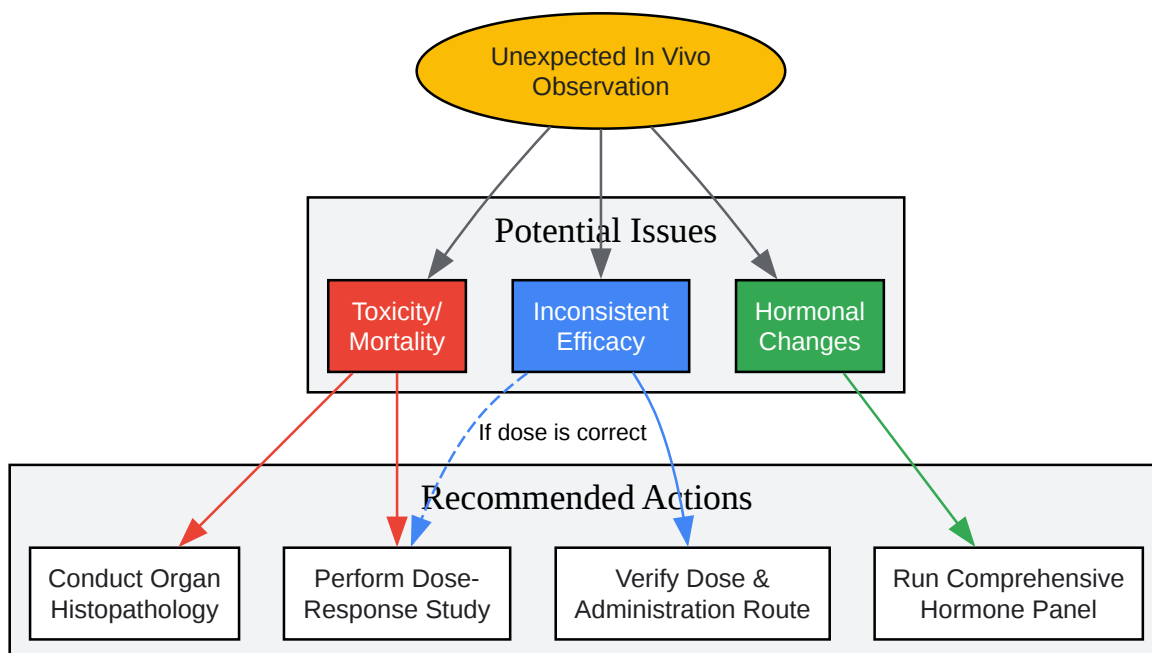 Unexpected In Vivo
Observation
Potential Issues
Toxicity/
Mortality
Inconsistent
Efficacy
Hormonal
Changes
If dose is correct
Recommended Actions
Conduct Organ
Histopathology
Perform Dose-
Response Study
Verify Dose &
Administration Route
Run Comprehensive
Hormone Panel